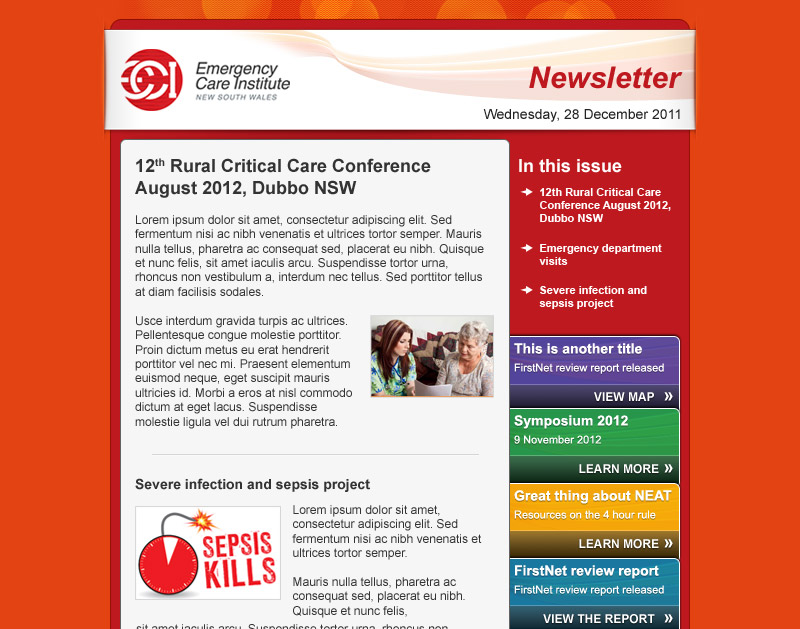 Emergency
Care Institute
NEW SOUTH WALES
Newsletter
Wednesday, 28 December 2011
12th Rural Critical Care Conference
August 2012, Dubbo NSW
Lorem ipsum dolor sit amet, consectetur adipiscing elit. Sed
fermentum nisi ac nibh venenatis et ultrices tortor semper. Mauris
nulla tellus, pharetra ac consequat sed, placerat eu nibh. Quisque
et nunc felis, sit amet iaculis arcu. Suspendisse tortor urna,
rhoncus non vestibulum a, interdum nec tellus. Sed porttitor tellus
at diam facilisis sodales.
Usce interdum gravida turpis ac ultrices.
Pellentesque congue molestie porttitor.
Proin dictum metus eu erat hendrerit
porttitor vel nec mi. Praesent elementum
euismod neque, eget suscipit mauris
ultricies id. Morbi a eros at nisl commodo
dictum at eget lacus. Suspendisse
molestie ligula vel dui rutrum pharetra.
Severe infection and sepsis project
SEPSIS
KILLS
Lorem ipsum dolor sit amet,
consectetur adipiscing elit. Sed
fermentum nisi ac nibh venenatis et
ultrices tortor semper.
Mauris nulla tellus, pharetra ac
consequat sed, placerat eu nibh.
Quisque et nunc felis,
sit amet iaculis arcu. Suspendisse tortor urna, rhoncus non
In this issue
12th Rural Critical Care
Conference August 2012,
Dubbo NSW
Emergency department
visits
Severe infection and
sepsis project
This is another title
FirstNet review report released
VIEW MAP »
Symposium 2012
9 November 2012
LEARN MORE »
Great thing about NEAT
Resources on the 4 hour rule
LEARN MORE »
FirstNet review report
FirstNet review report released
VIEW THE REPORT »